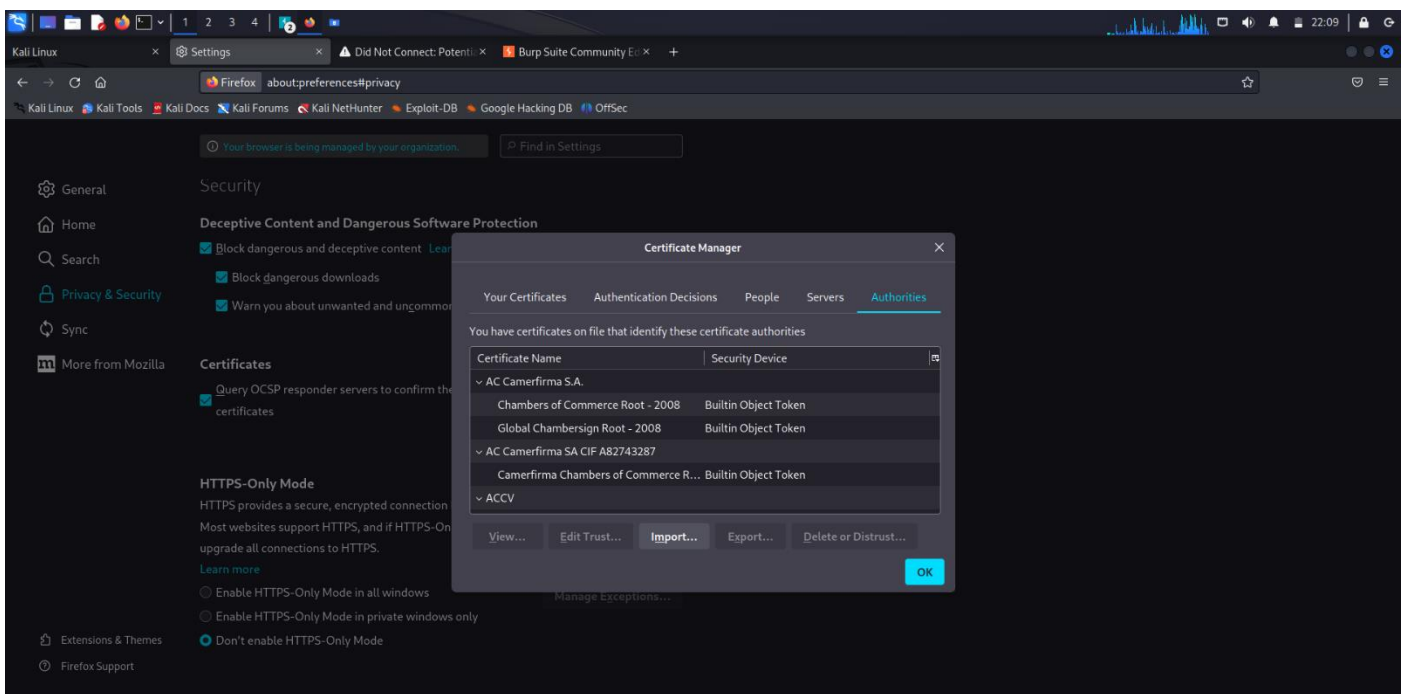 1 2 3 4 2 22:09
Kali Linux × Settings × Did Not Connect: Potenti × Burp Suite Community Ed × +
Firefox about:preferences#privacy
Kali Linux Kali Tools Kali Docs Kali Forums Kali NetHunter Exploit-DB Google Hacking DB OffSec
Your browser is being managed by your organization. Find in Settings
General
Home
Search
Privacy & Security
Sync
More from Mozilla
Extensions & Themes
Firefox Support
Security
Deceptive Content and Dangerous Software Protection
Block dangerous and deceptive content Lear
Block dangerous downloads
Warn you about unwanted and uncommor
Certificates
Query OCSP responder servers to confirm the
certificates
HTTPS-Only Mode
HTTPS provides a secure, encrypted connection
Most websites support HTTPS, and if HTTPS-On
upgrade all connections to HTTPS.
Learn more
Enable HTTPS-Only Mode in all windows
Manage Exceptions...
Enable HTTPS-Only Mode in private windows only
Don't enable HTTPS-Only Mode
Certificate Manager
Your Certificates Authentication Decisions People Servers Authorities
You have certificates on file that identify these certificate authorities
Certificate Name Security Device
AC Camerfirma S.A.
Chambers of Commerce Root - 2008 Builtin Object Token
Global Chambersign Root - 2008 Builtin Object Token
AC Camerfirma SA CIF A82743287
Camerfirma Chambers of Commerce R... Builtin Object Token
ACCV
View... Edit Trust... Import... Export... Delete or Distrust...
OK